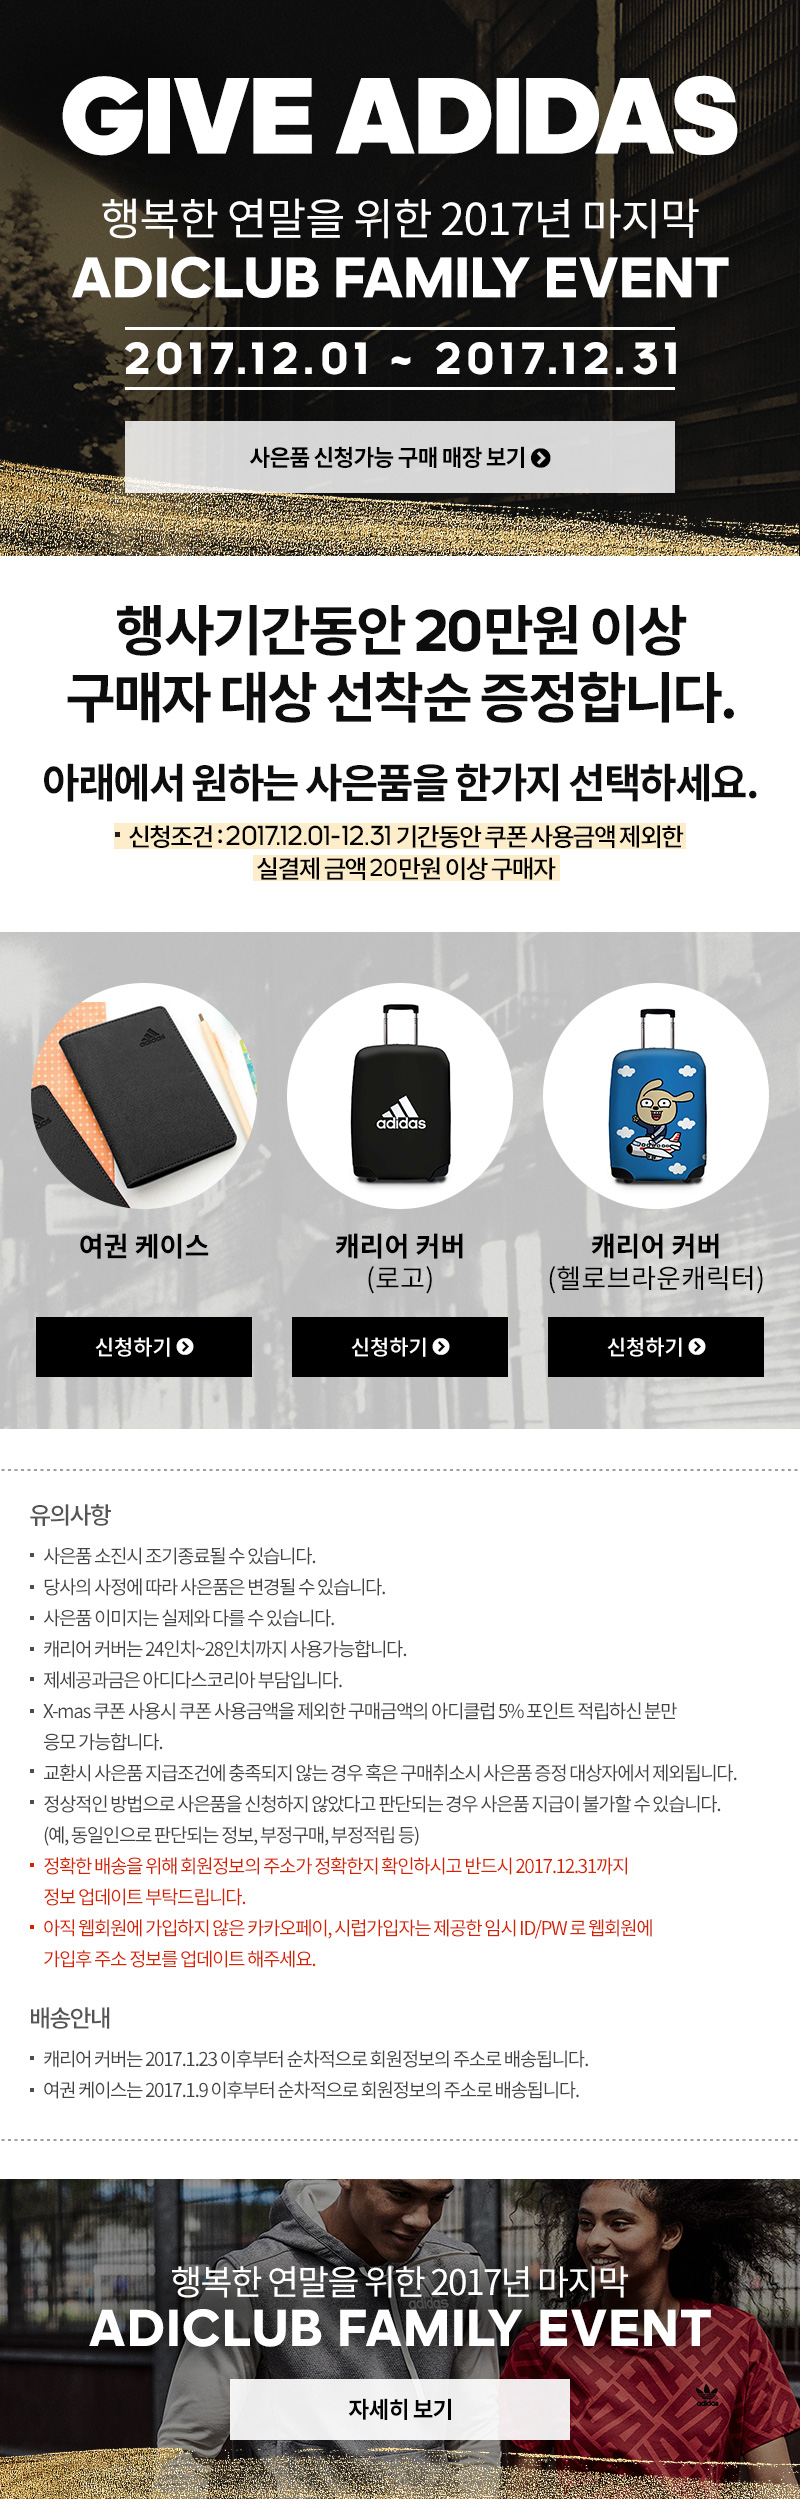 GIVE ADIDAS
행복한 연말을 위한 2017년 마지막
ADICLUB FAMILY EVENT
2017.12.01 ~ 2017.12.31
사은품 신청가능 구매 매장 보기
행사기간동안 20만원 이상
구매자 대상 선착순 증정합니다.
아래에서 원하는 사은품을 한가지 선택하세요.
· 신청조건 : 2017.12.01-12.31 기간동안 쿠폰 사용금액 제외한
실결제 금액 20만원 이상 구매자
adidas
adidas
여권 케이스
캐리어 커버
(로고)
캐리어 커버
(헬로브라운캐릭터)
신청하기
신청하기
신청하기
유의사항
· 사은품 소진시 조기종료될 수 있습니다.
· 당사의 사정에 따라 사은품은 변경될 수 있습니다.
· 사은품 이미지는 실제와 다를 수 있습니다.
· 캐리어 커버는 24인치~28인치까지 사용가능합니다.
· 제세공과금은 아디다스코리아 부담입니다.
· X-mas 쿠폰 사용시 쿠폰 사용금액을 제외한 구매금액의 아디클럽 5% 포인트 적립하신 분만
응모 가능합니다.
· 교환시 사은품 지급조건에 충족되지 않는 경우 혹은 구매취소시 사은품 증정 대상자에서 제외됩니다.
· 정상적인 방법으로 사은품을 신청하지 않았다고 판단되는 경우 사은품 지급이 불가할 수 있습니다.
(예, 동일인으로 판단되는 정보, 부정구매, 부정적립 등)
· 정확한 배송을 위해 회원정보의 주소가 정확한지 확인하시고 반드시 2017.12.31까지
정보 업데이트 부탁드립니다.
· 아직 웹회원에 가입하지 않은 카카오페이, 시럽가입자는 제공한 임시 ID/PW 로 웹회원에
가입후 주소 정보를 업데이트 해주세요.
배송안내
· 캐리어 커버는 2017.1.23 이후부터 순차적으로 회원정보의 주소로 배송됩니다.
· 여권 케이스는 2017.1.9 이후부터 순차적으로 회원정보의 주소로 배송됩니다.
행복한 연말을 위한 2017년 마지막
adidas
ADICLUB FAMILY EVENT
자세히 보기
adidas